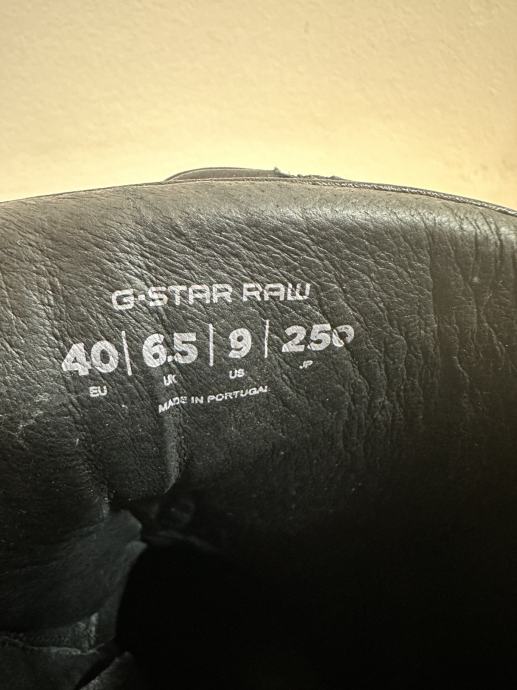 G-STAR RAW
40 | 6.5 | 9 | 250
EU UK US JP
MADE IN PORTUGAL